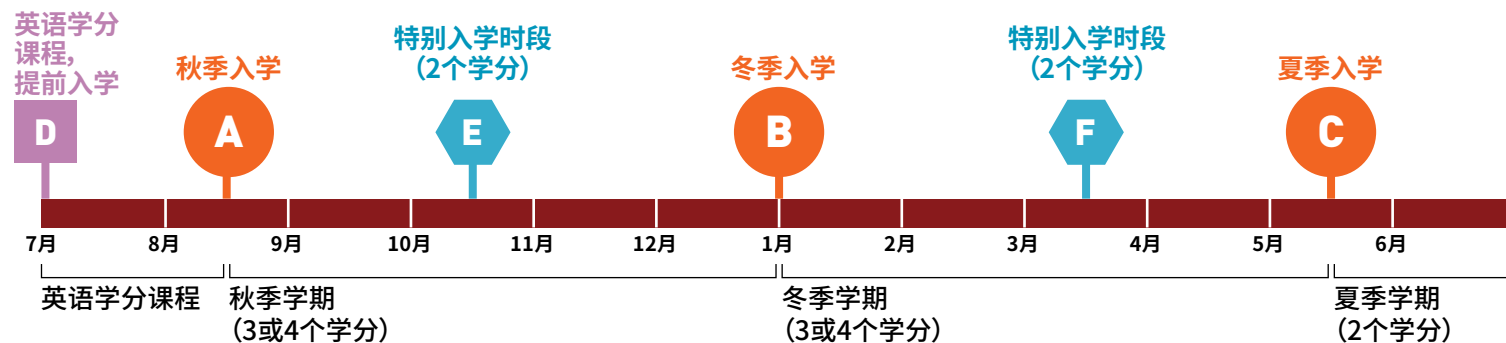 英语学分
课程，
提前入学
秋季入学
特别入学时段
（2个学分）
冬季入学
特别入学时段
（2个学分）
夏季入学
D
A
E
B
F
C
7月
8月
9月
10月
11月
12月
1月
2月
3月
4月
5月
6月
英语学分课程
秋季学期
（3或4个学分）
冬季学期
（3或4个学分）
夏季学期
（2个学分）